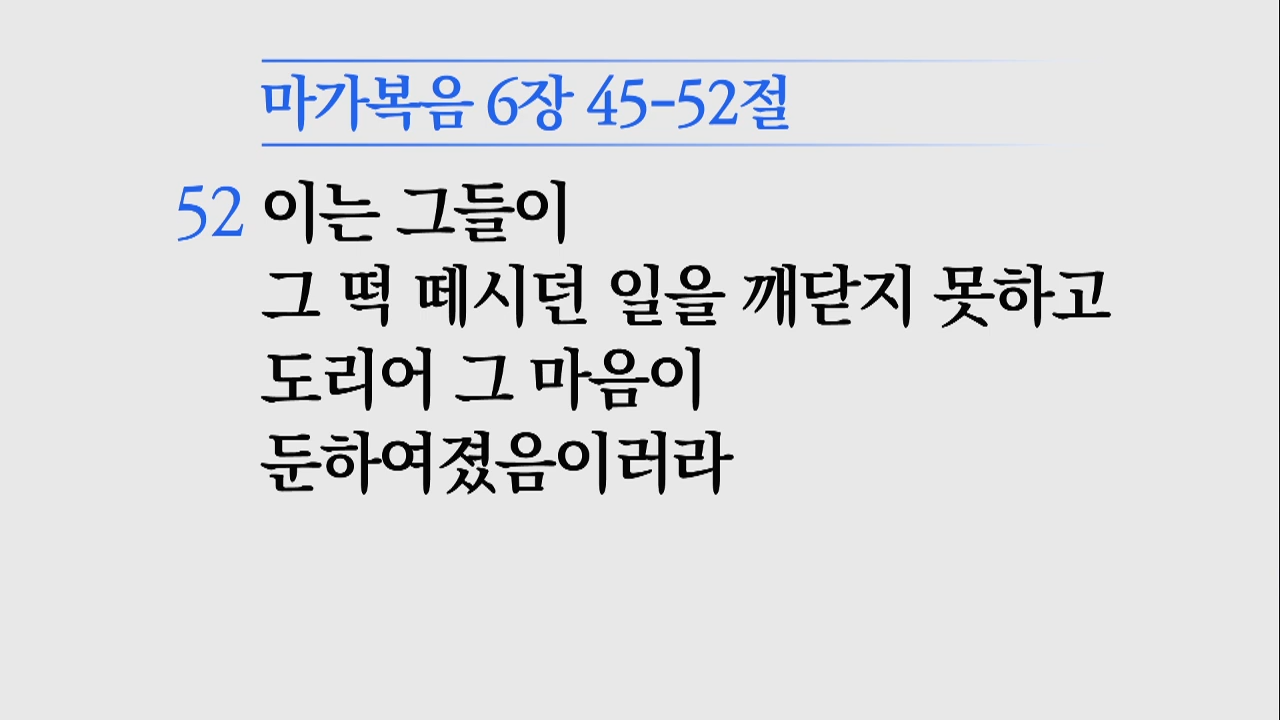 마가복음 6장 45-52절
52 이는 그들이
그 떡 떼시던 일을 깨닫지 못하고
도리어 그 마음이
둔하여졌음이러라